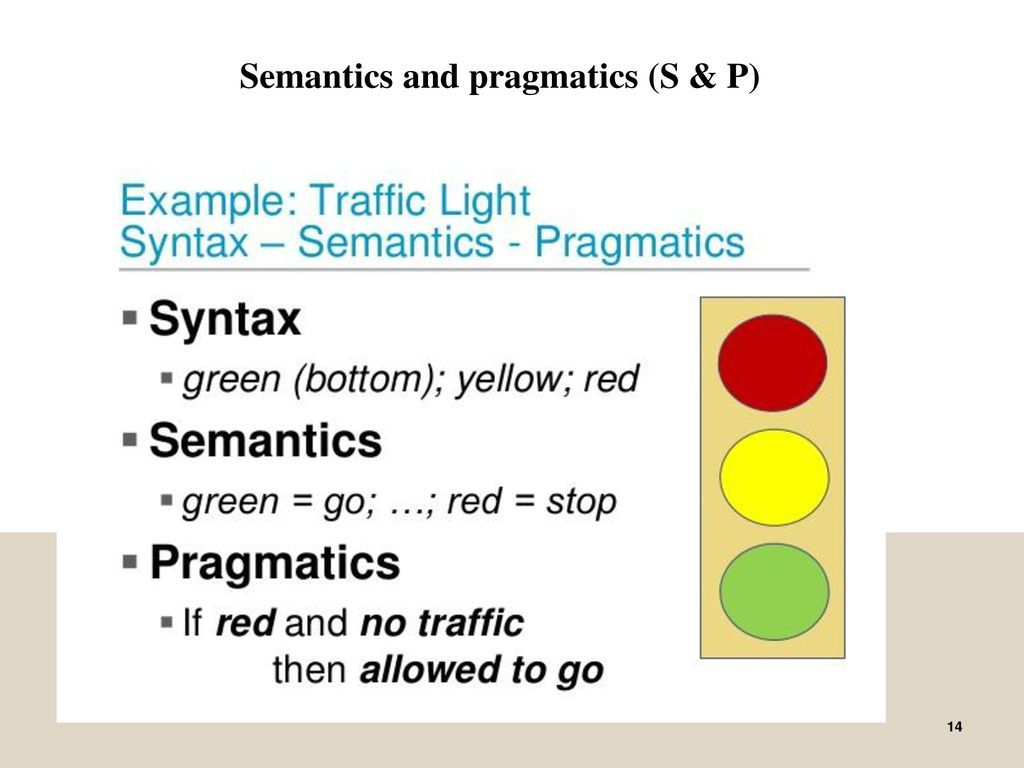 Semantics and pragmatics (S & P)
Example: Traffic Light
Syntax – Semantics - Pragmatics
▪ Syntax
▪ green (bottom); yellow; red
▪ Semantics
▪ green = go; …; red = stop
▪ Pragmatics
▪ If red and no traffic
then allowed to go
14